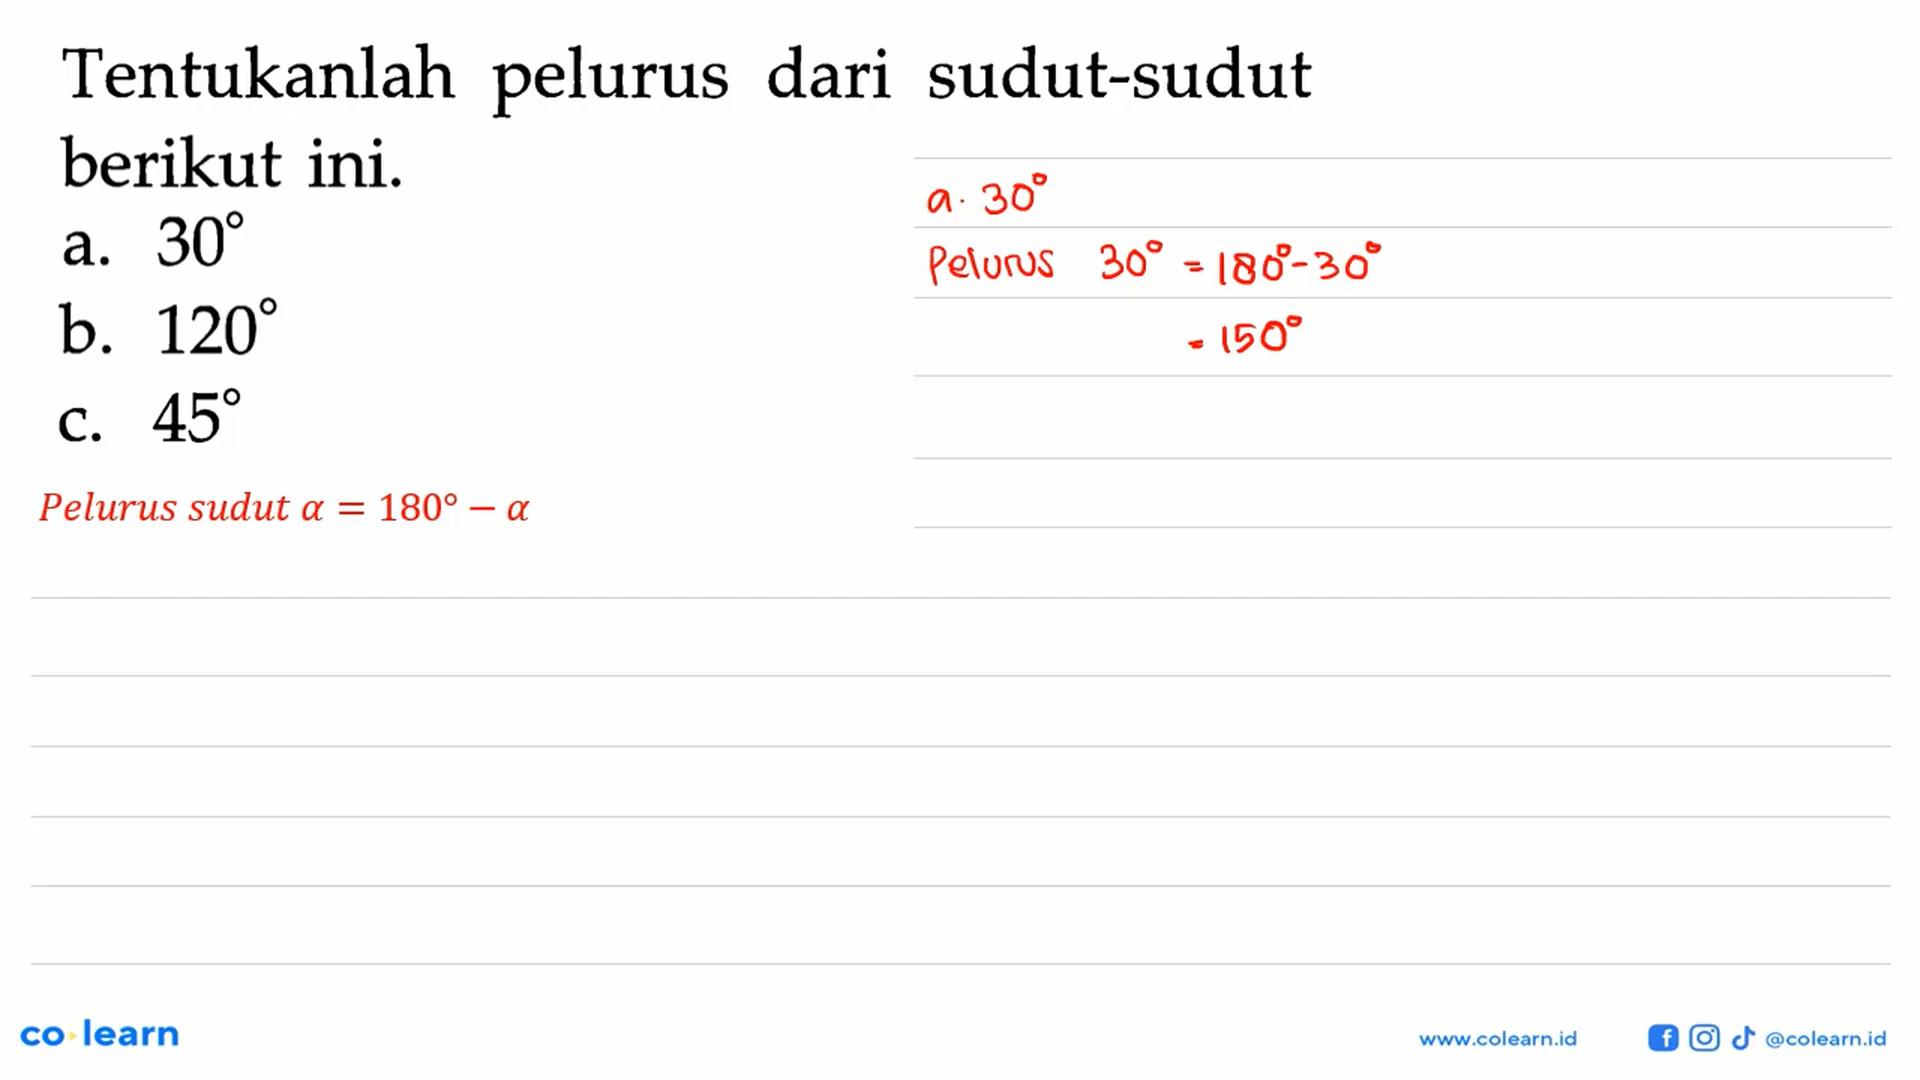 Tentukanlah pelurus dari sudut-sudut
berikut ini.
a. 30°
b. 120°
c. 45°
Pelurus sudut α = 180° − α
a. 30°
Pelurus 30° = 180° - 30°
= 150°
co learn
www.colearn.id
@colearn.id